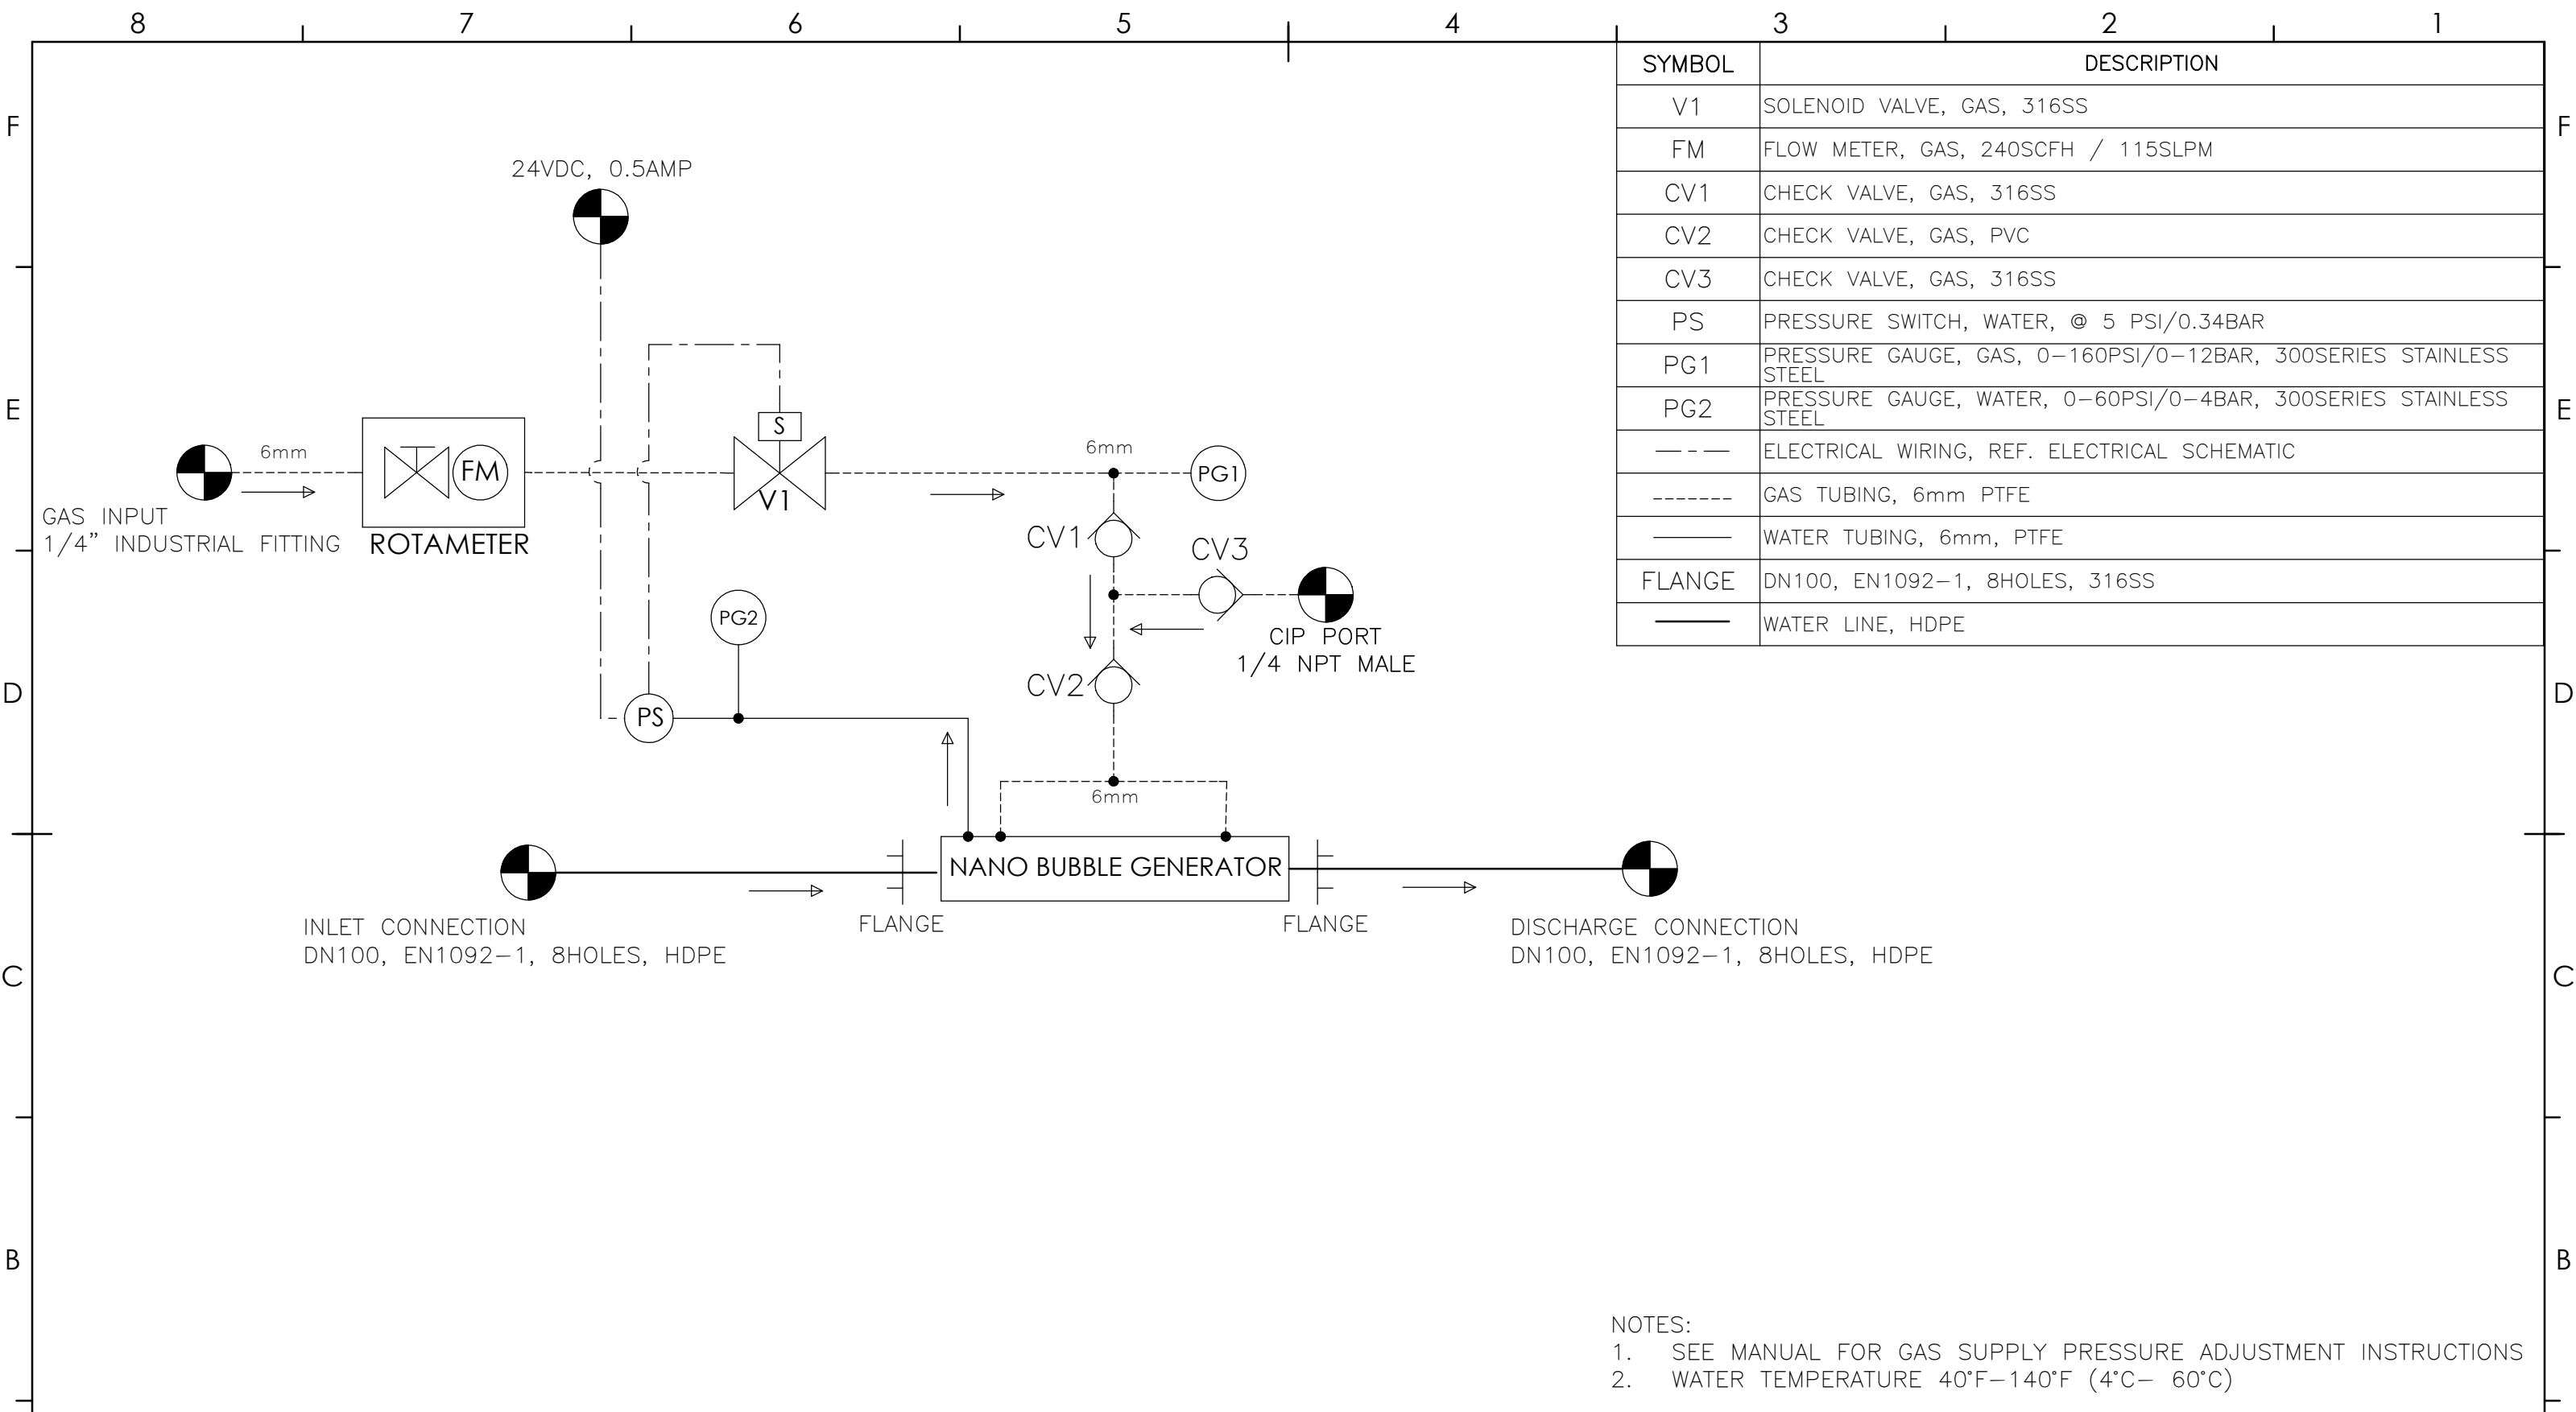 8 7 6 5 4 3 2 1
SYMBOL DESCRIPTION
V1 SOLENOID VALVE, GAS, 316SS
FM FLOW METER, GAS, 240SCFH / 115SLPM
CV1 CHECK VALVE, GAS, 316SS
CV2 CHECK VALVE, GAS, PVC
CV3 CHECK VALVE, GAS, 316SS
PS PRESSURE SWITCH, WATER, @ 5 PSI/0.34BAR
PG1 PRESSURE GAUGE, GAS, 0-160PSI/0-12BAR, 300SERIES STAINLESS
STEEL
PG2 PRESSURE GAUGE, WATER, 0-60PSI/0-4BAR, 300SERIES STAINLESS
STEEL
ELECTRICAL WIRING, REF. ELECTRICAL SCHEMATIC
GAS TUBING, 6mm PTFE
WATER TUBING, 6mm, PTFE
FLANGE DN100, EN1092-1, 8HOLES, 316SS
WATER LINE, HDPE
F F
24VDC, 0.5AMP
E E
S
6mm
6mm
FM
V1
PG1
GAS INPUT
1/4" INDUSTRIAL FITTING
ROTAMETER
CV1
CV3
PG2
CIP PORT
1/4 NPT MALE
CV2
D D
PS
6mm
NANO BUBBLE GENERATOR
FLANGE
FLANGE
INLET CONNECTION
DN100, EN1092-1, 8HOLES, HDPE
DISCHARGE CONNECTION
DN100, EN1092-1, 8HOLES, HDPE
C C
B B
NOTES:
1. SEE MANUAL FOR GAS SUPPLY PRESSURE ADJUSTMENT INSTRUCTIONS
2. WATER TEMPERATURE 40°F-140°F (4°C- 60°C)